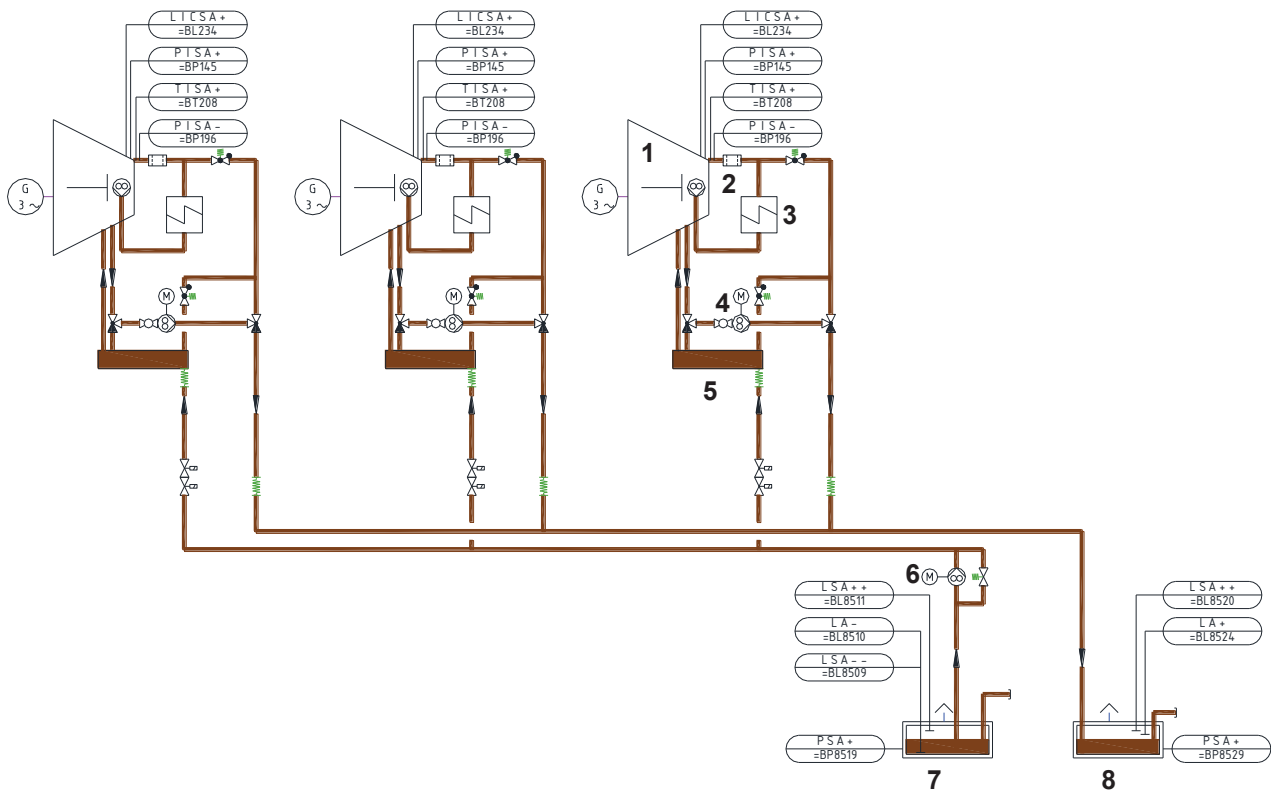 LICSA+
=BL234
PISA+
=BP145
TISA+
=BT208
PISA-
=BP196
LICSA+
=BL234
PISA+
=BP145
TISA+
=BT208
PISA-
=BP196
LICSA+
=BL234
PISA+
=BP145
TISA+
=BT208
PISA-
=BP196
1
2
G
3 ~
G
3 ~
G
3 ~
3
M
M
4
M
5
6
M
LSA++
=BL8511
LA-
=BL8510
LSA--
=BL8509
PSA+
=BP8519
7
LSA++
=BL8520
LA+
=BL8524
PSA+
=BP8529
8